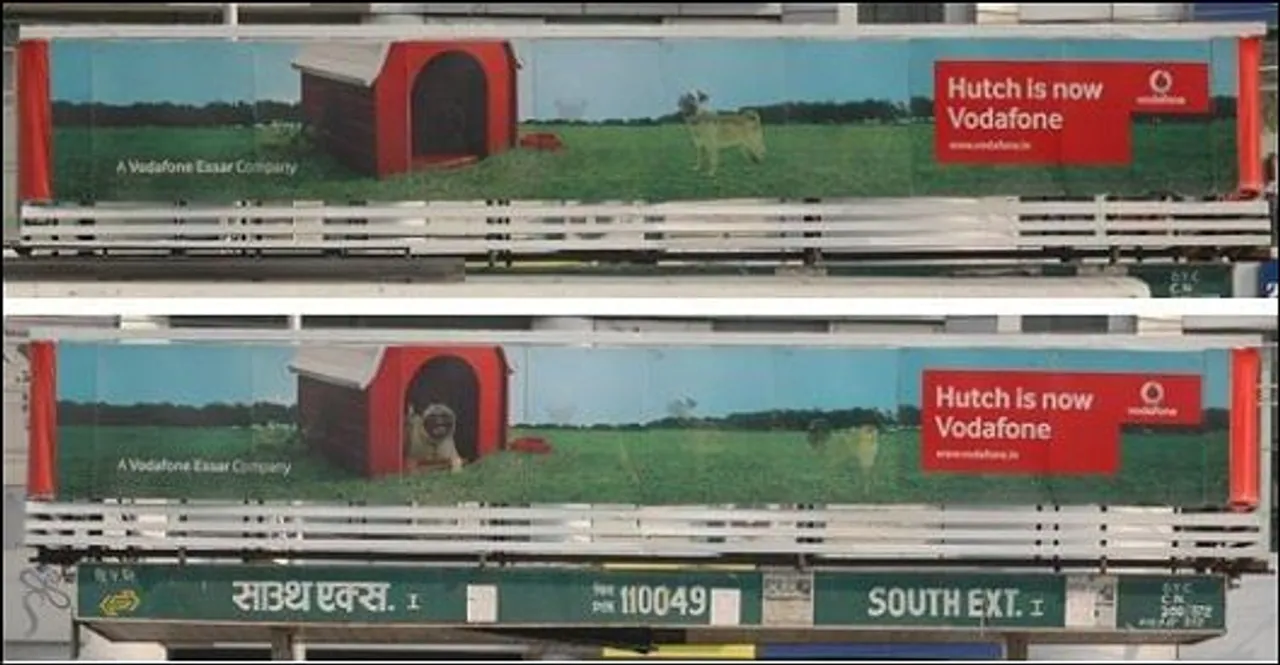 Hutch is now
Vodafone
www.vodafone.in
vodafone
A Vodafone Essar Company
D.T.C
C.N.
Hutch is now
Vodafone
www.vodafone.in
vodafone
A Vodafone Essar Company
साउथ एक्स. I
पिन
PIN 110049
SOUTH EXT. I
D.T.C
C.N.